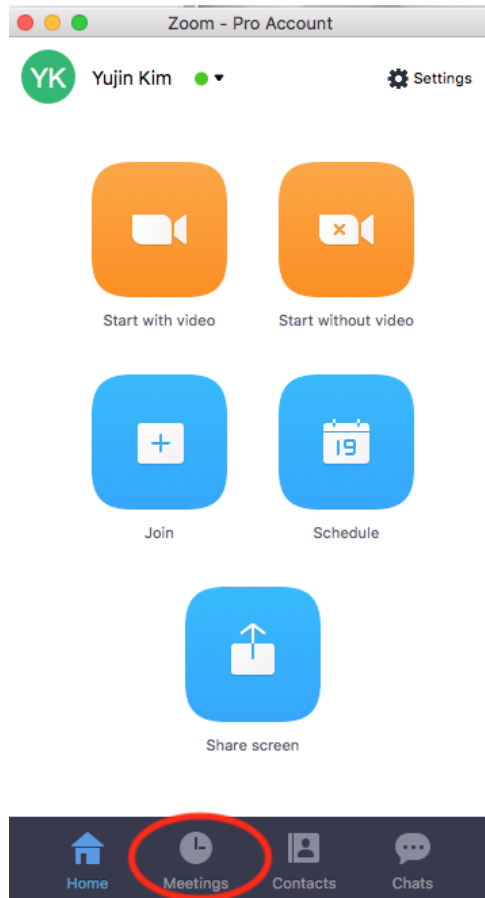 Zoom - Pro Account
YK Yujin Kim Settings
Start with video Start without video
19
Join Schedule
Share screen
Home Meetings Contacts Chats